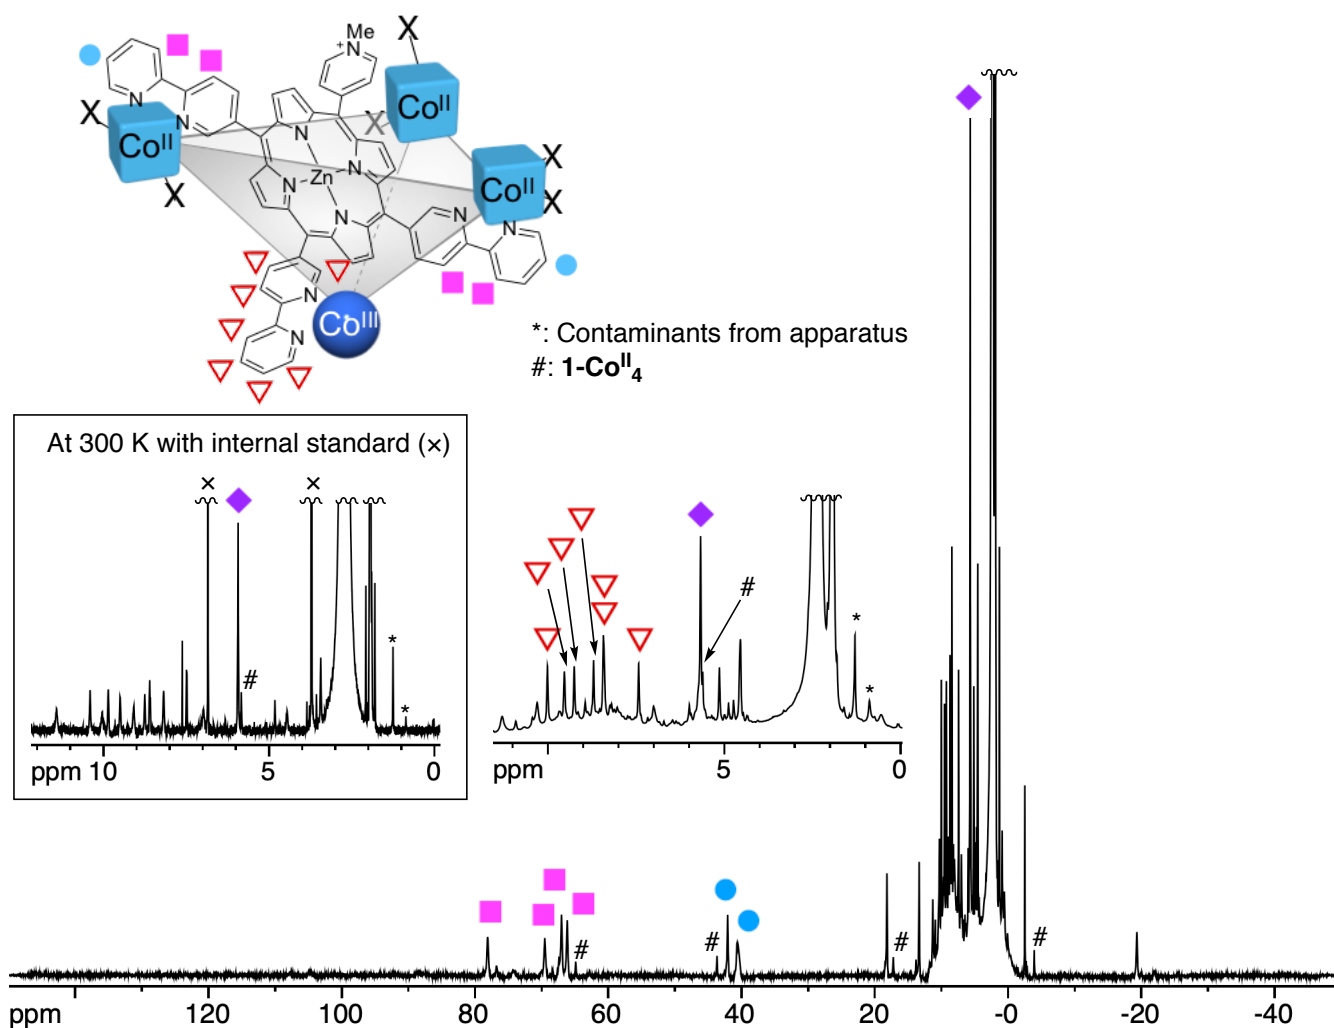 X
Me
N+
Co^II
X
N
N
X
N
Co^II
X
N
Zn
N
Co^II
X
N
N
X
X
N
N
N
Co^III
N
*: Contaminants from apparatus
#: 1-Co^II_4
At 300 K with internal standard (×)
× ×
#
*
*
ppm 10 5 0
#
*
*
ppm 5 0
# # # #
ppm 120 100 80 60 40 20 -0 -20 -40